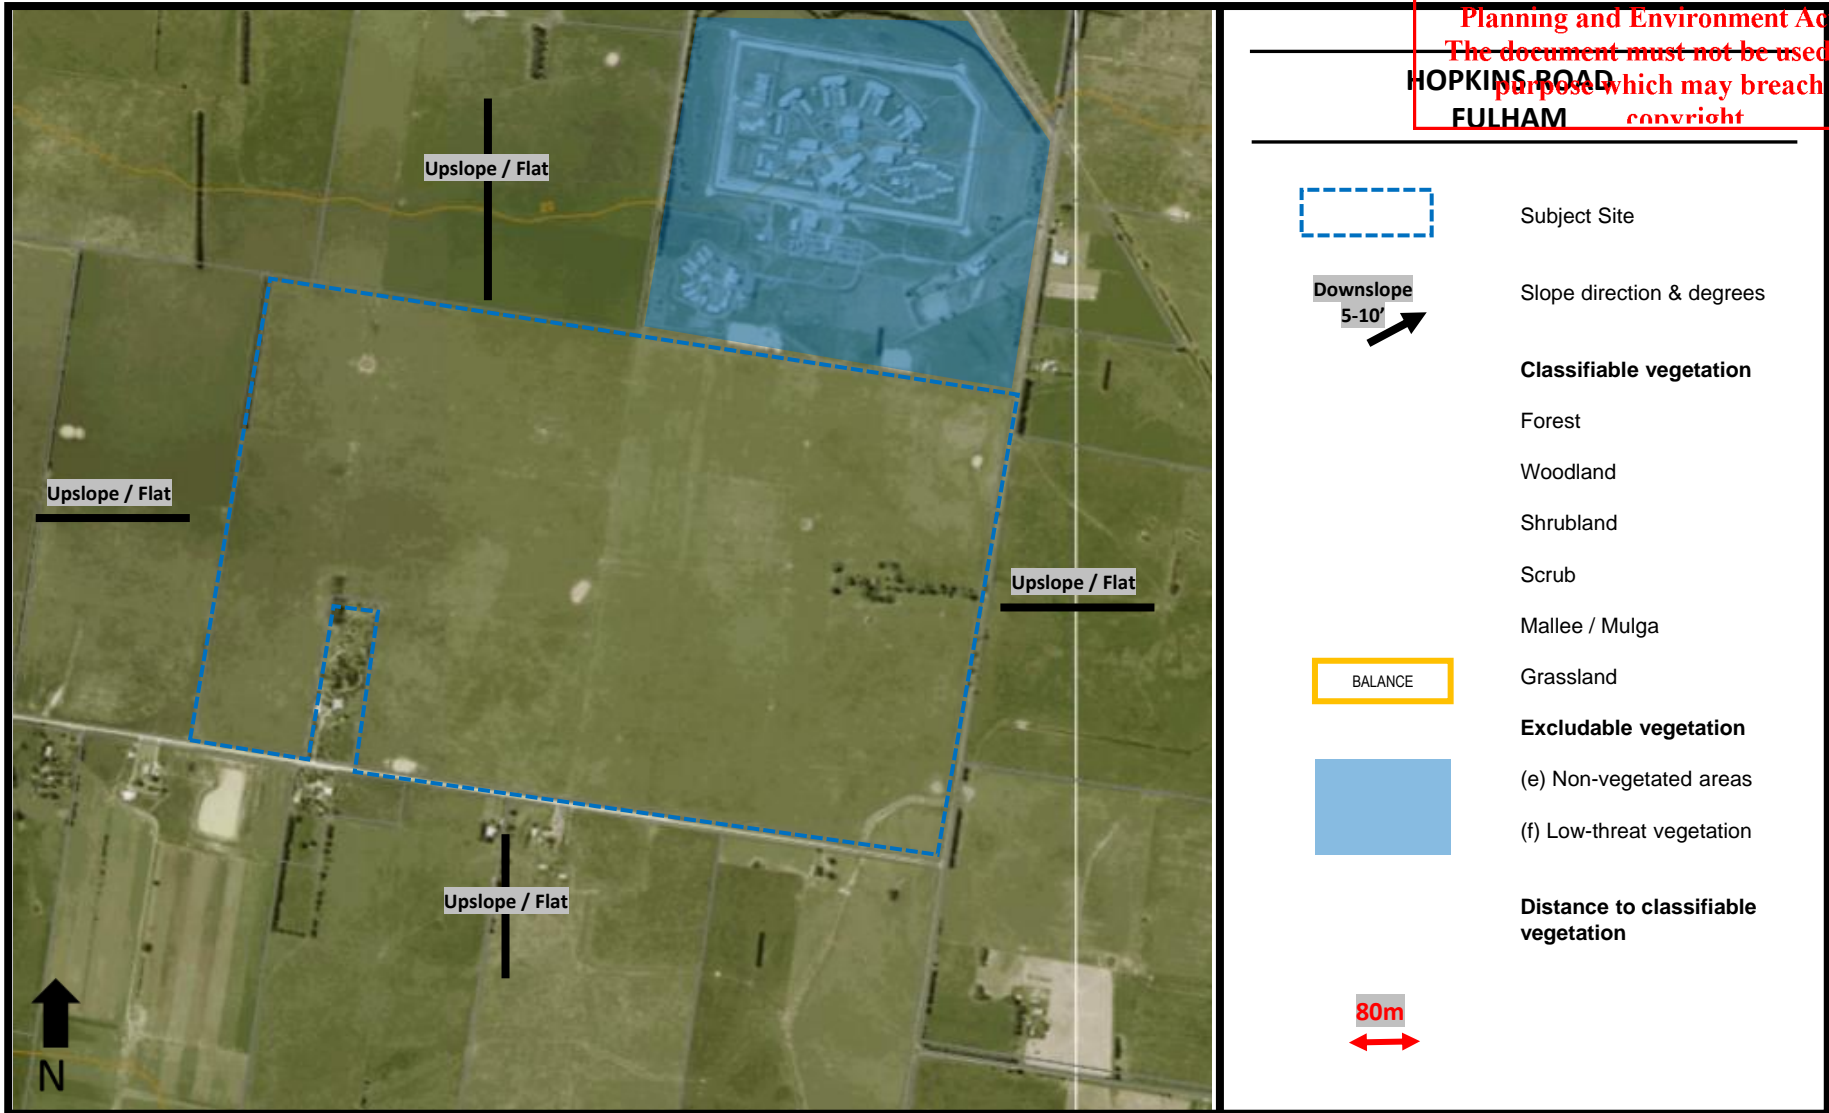 Planning and Environment Ac
The document must not be used
purpose which may breach
copyright
HOPKINS ROAD
FULHAM
Upslope / Flat
Upslope / Flat
Upslope / Flat
Upslope / Flat
N
Subject Site
Downslope
5-10'
Slope direction & degrees
Classifiable vegetation
Forest
Woodland
Shrubland
Scrub
Mallee / Mulga
BALANCE
Grassland
Excludable vegetation
(e) Non-vegetated areas
(f) Low-threat vegetation
Distance to classifiable
vegetation
80m